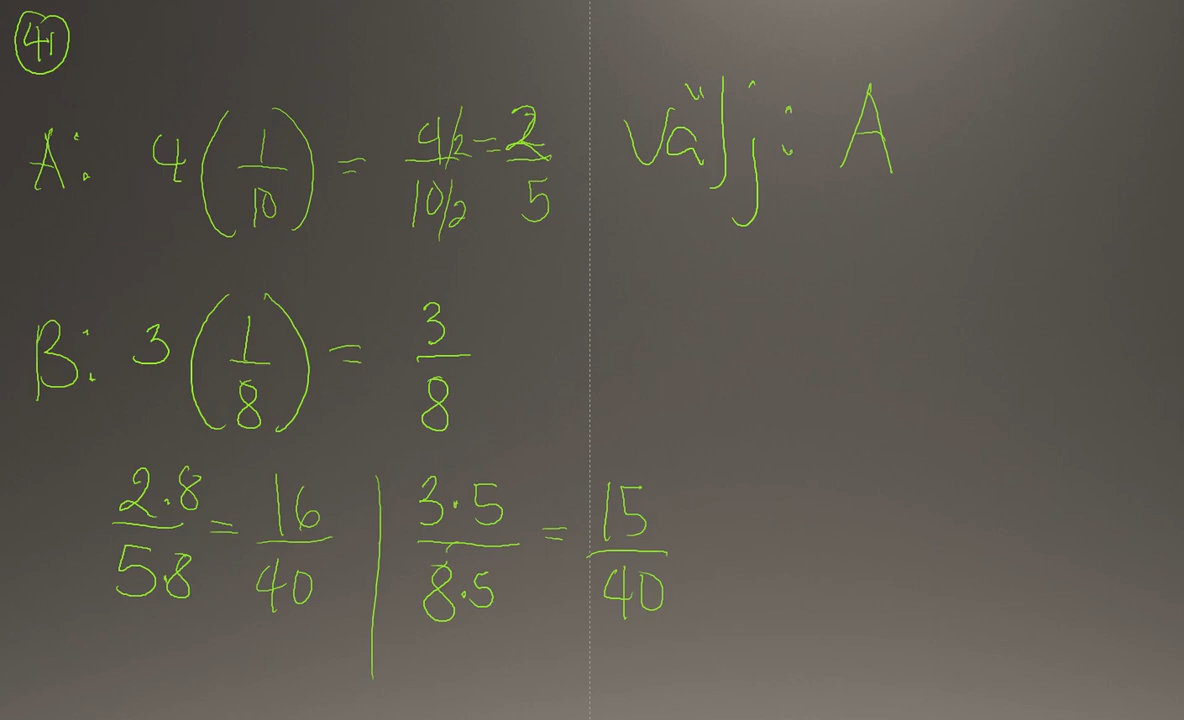 41
A: 4(1/10) = 4/2 / 10/2 = 2/5
välj: A
B: 3(1/8) = 3/8
2·8 / 5·8 = 16/40 | 3·5 / 8·5 = 15/40